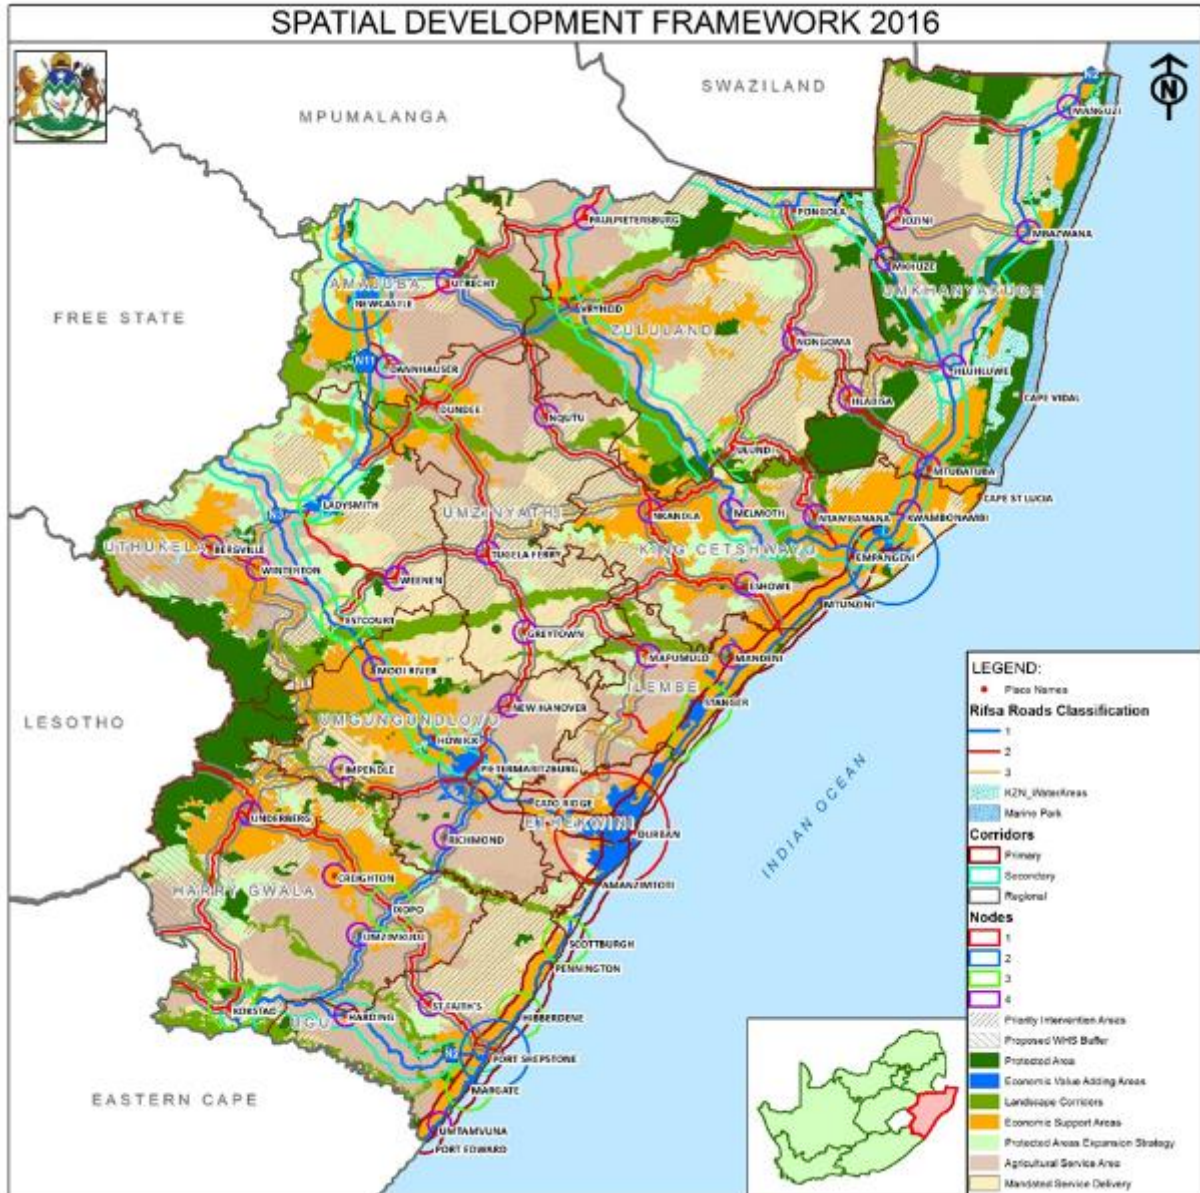 SPATIAL DEVELOPMENT FRAMEWORK 2016
SWAZILAND
N2
N
MPUMALANGA
MANGUZI
PAULPIETERSBURG
PONGOLA
JOZINI
MBAZWANA
MKHUZE
AMAJUBA
UTRECHT
UMKHANYAKUDE
NEWCASTLE
FREE STATE
VRYHEID
ZULULAND
NONGOMA
N11
DANNHAUSER
HLUHLUWE
HLABISA
CAPE VIDAL
DUNDEE
NQUTU
ULUNDI
MTUBATUBA
CAPE ST LUCIA
LADYSMITH
N3
UMZINYATHI
NKANDLA
MELMOTH
NTAMBANANA
KWAMBONAMBI
UTHUKELA
BERGVILLE
TUGELA FERRY
KING CETSHWAYO
EMPANGENI
WINTERTON
WEENEN
ESHOWE
MTUNZINI
ESTCOURT
GREYTOWN
MAPUMULO
MANDENI
MOOI RIVER
ILEMBE
LESOTHO
NEW HANOVER
STANGER
UMGUNGUNDLOVU
HOWICK
IMPENDLE
PIETERMARITZBURG
CATO RIDGE
UNDERBERG
ETHEKWINI
DURBAN
RICHMOND
INDIAN OCEAN
CREIGHTON
AMANZIMTOTI
HARRY GWALA
IXOPO
UMZIMKULU
SCOTTBURGH
PENNINGTON
ST FAITH'S
KOKSTAD
HARDING
HIBBERDENE
UGU
N2
PORT SHEPSTONE
EASTERN CAPE
MARGATE
UMTAMVUNA
PORT EDWARD
LEGEND:
Place Names
Rifsa Roads Classification
1
2
3
KZN_WaterAreas
Marine Park
Corridors
Primary
Secondary
Regional
Nodes
1
2
3
4
Priority Intervention Areas
Proposed WHS Buffer
Protected Area
Economic Value Adding Areas
Landscape Corridors
Economic Support Areas
Protected Areas Expansion Strategy
Agricultural Service Area
Mandated Service Delivery